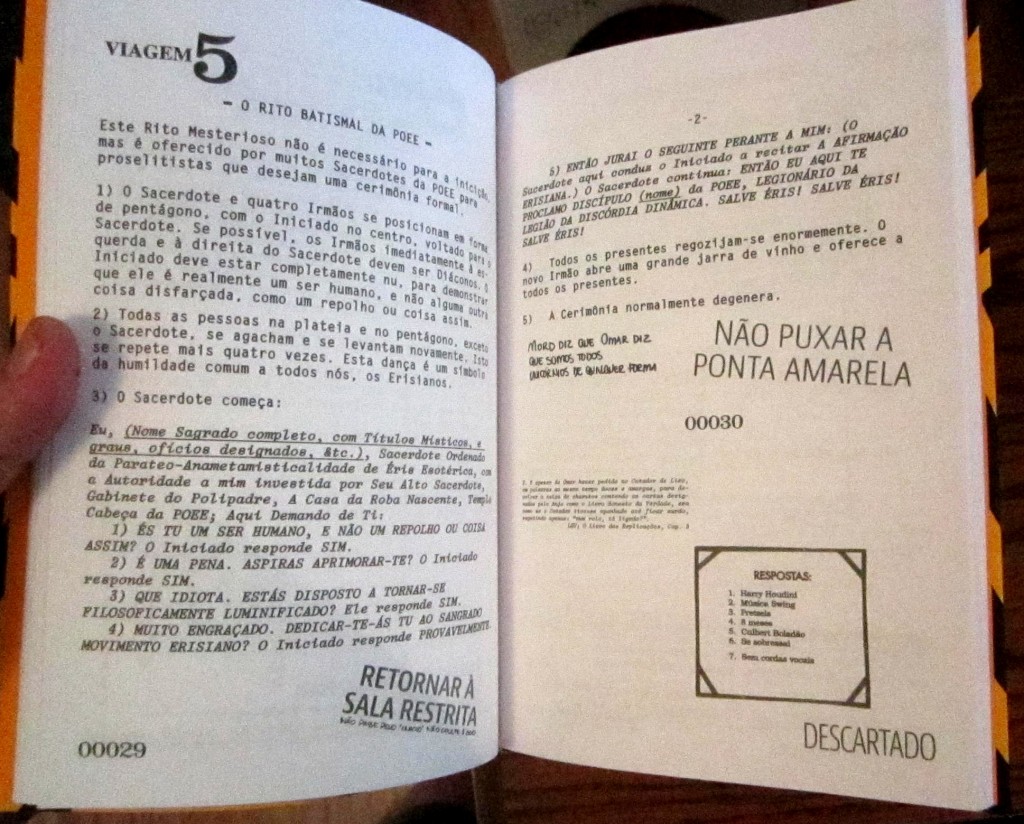 VIAGEM 5
- O RITO BATISMAL DA POEE -
Este Rito Mesterioso não é necessário para a inicição,
mas é oferecido por muitos Sacerdotes da POEE para
proselitistas que desejam uma cerimônia formal.
1) O Sacerdote e quatro Irmãos se posicionam em forma
de pentágono, com o Iniciado no centro, voltado para o
Sacerdote. Se possível, os Irmãos imediatamente à es-
querda e à direita do Sacerdote devem ser Diáconos. O
Iniciado deve estar completamente nu, para demonstrar
que ele é realmente um ser humano, e não alguma outra
coisa disfarçada, como um repolho ou coisa assim.
2) Todas as pessoas na plateia e no pentágono, exceto
o Sacerdote, se agacham e se levantam novamente. Isto
se repete mais quatro vezes. Esta dança é um símbolo
da humildade comum a todos nós, os Erisianos.
3) O Sacerdote começa:
Eu, (Nome Sagrado completo, com Títulos Místicos, e
graus, ofícios designados, &tc.), Sacerdote Ordenado
da Parateo-Anametamisticalidade de Éris Esotérica, com
a Autoridade a mim investida por Seu Alto Sacerdote,
Gabinete do Polipadre, A Casa da Roba Nascente, Templo
Cabeça da POEE; Aqui Demando de Ti:
1) ÉS TU UM SER HUMANO, E NÃO UM REPOLHO OU COISA
ASSIM? O Iniciado responde SIM.
2) É UMA PENA. ASPIRAS APRIMORAR-TE? O Iniciado
responde SIM.
3) QUE IDIOTA. ESTÁS DISPOSTO A TORNAR-SE
FILOSOFICAMENTE LUMINIFICADO? Ele responde SIM.
4) MUITO ENGRAÇADO. DEDICAR-TE-ÁS TU AO SANGRADO
MOVIMENTO ERISIANO? O Iniciado responde PROVAVELMENTE.
RETORNAR À
SALA RESTRITA
00029
-2-
5) ENTÃO JURAI O SEGUINTE PERANTE A MIM: (O
Sacerdote aqui conduz o Iniciado a recitar A AFIRMAÇÃO
ERISIANA.) O Sacerdote continua: ENTÃO EU AQUI TE
PROCLAMO DISCÍPULO (nome) da POEE, LEGIONÁRIO DA
LEGIÃO DA DISCÓRDIA DINÂMICA. SALVE ÉRIS! SALVE ÉRIS!
SALVE ÉRIS!
4) Todos os presentes regozijam-se enormemente. O
novo Irmão abre uma grande jarra de vinho e oferece a
todos os presentes.
5) A Cerimônia normalmente degenera.
MORD DIZ QUE OMAR DIZ
QUE SOMOS TODOS
UNICÓRNIOS DE QUALQUER FORMA
NÃO PUXAR A
PONTA AMARELA
00030
RESPOSTAS:
1. Harry Houdini
2. Música Swing
3. Pretzels
4. 8 meses
5. Culbert Boladão
6. Se sobressai
7. Sem cordas vocais
DESCARTADO